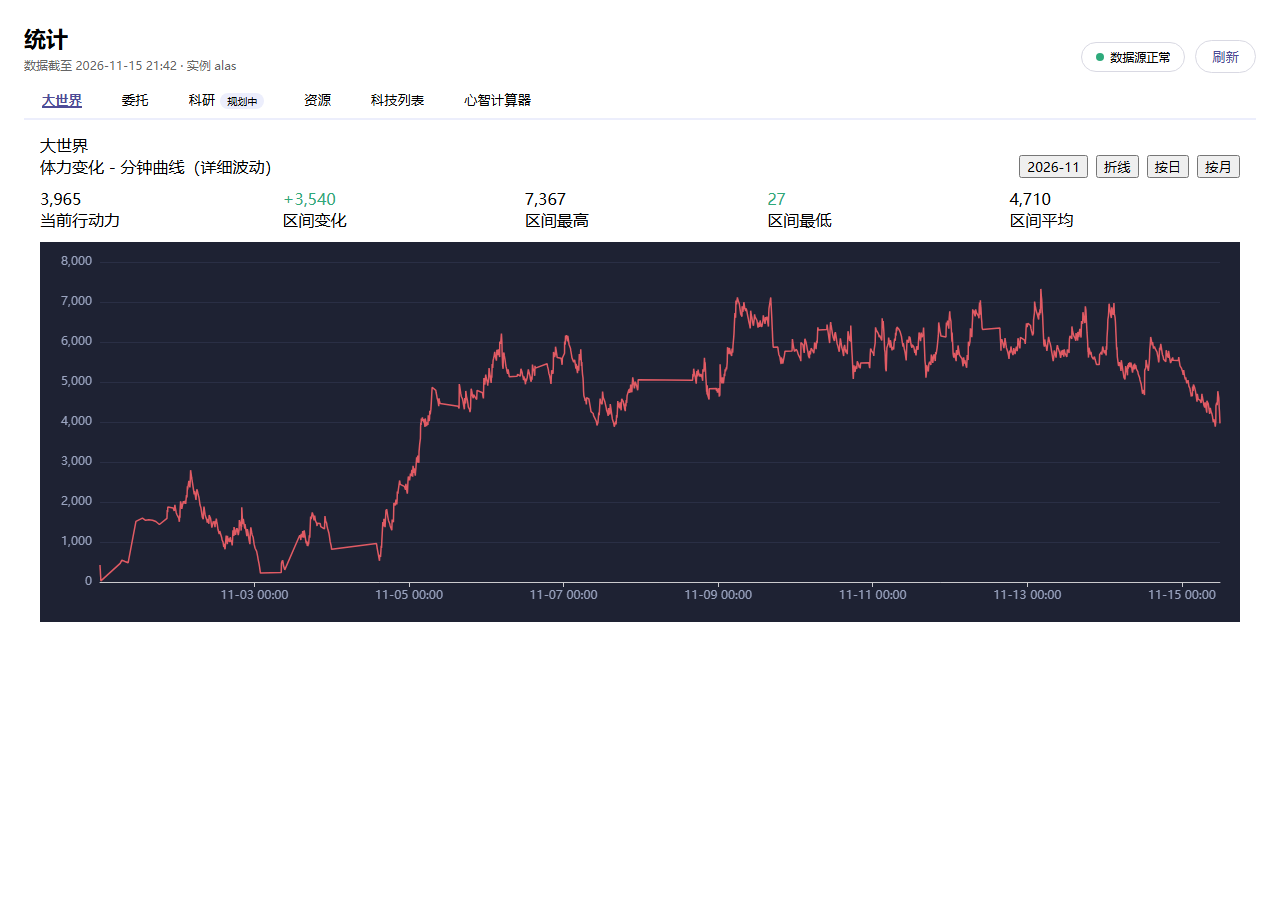 统计
数据截至 2026-11-15 21:42 · 实例 alas
数据源正常
刷新
大世界 委托 科研 规划中 资源 科技列表 心智计算器
大世界
体力变化 - 分钟曲线（详细波动）
2026-11 折线 按日 按月
3,965 +3,540 7,367 27 4,710
当前行动力 区间变化 区间最高 区间最低 区间平均
8,000
7,000
6,000
5,000
4,000
3,000
2,000
1,000
0
11-03 00:00 11-05 00:00 11-07 00:00 11-09 00:00 11-11 00:00 11-13 00:00 11-15 00:00